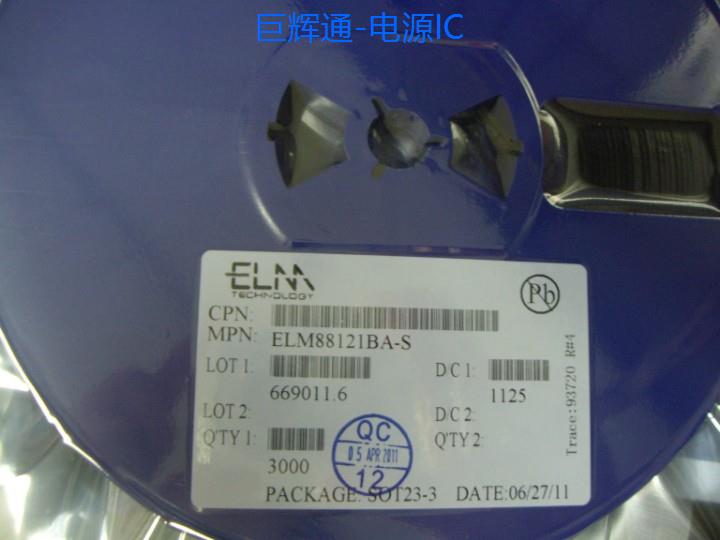 巨辉通-电源IC
ELM
TECHNOLOGY
Pb
CPN:
MPN: ELM88121BA-S
LOT 1: DC 1:
669011.6 1125
LOT 2: DC 2:
Q'TY 1: Q'TY 2:
3000
QC
05 APR 2011
12
PACKAGE: SOT23-3 DATE:06/27/11
Trace:93720 R#4